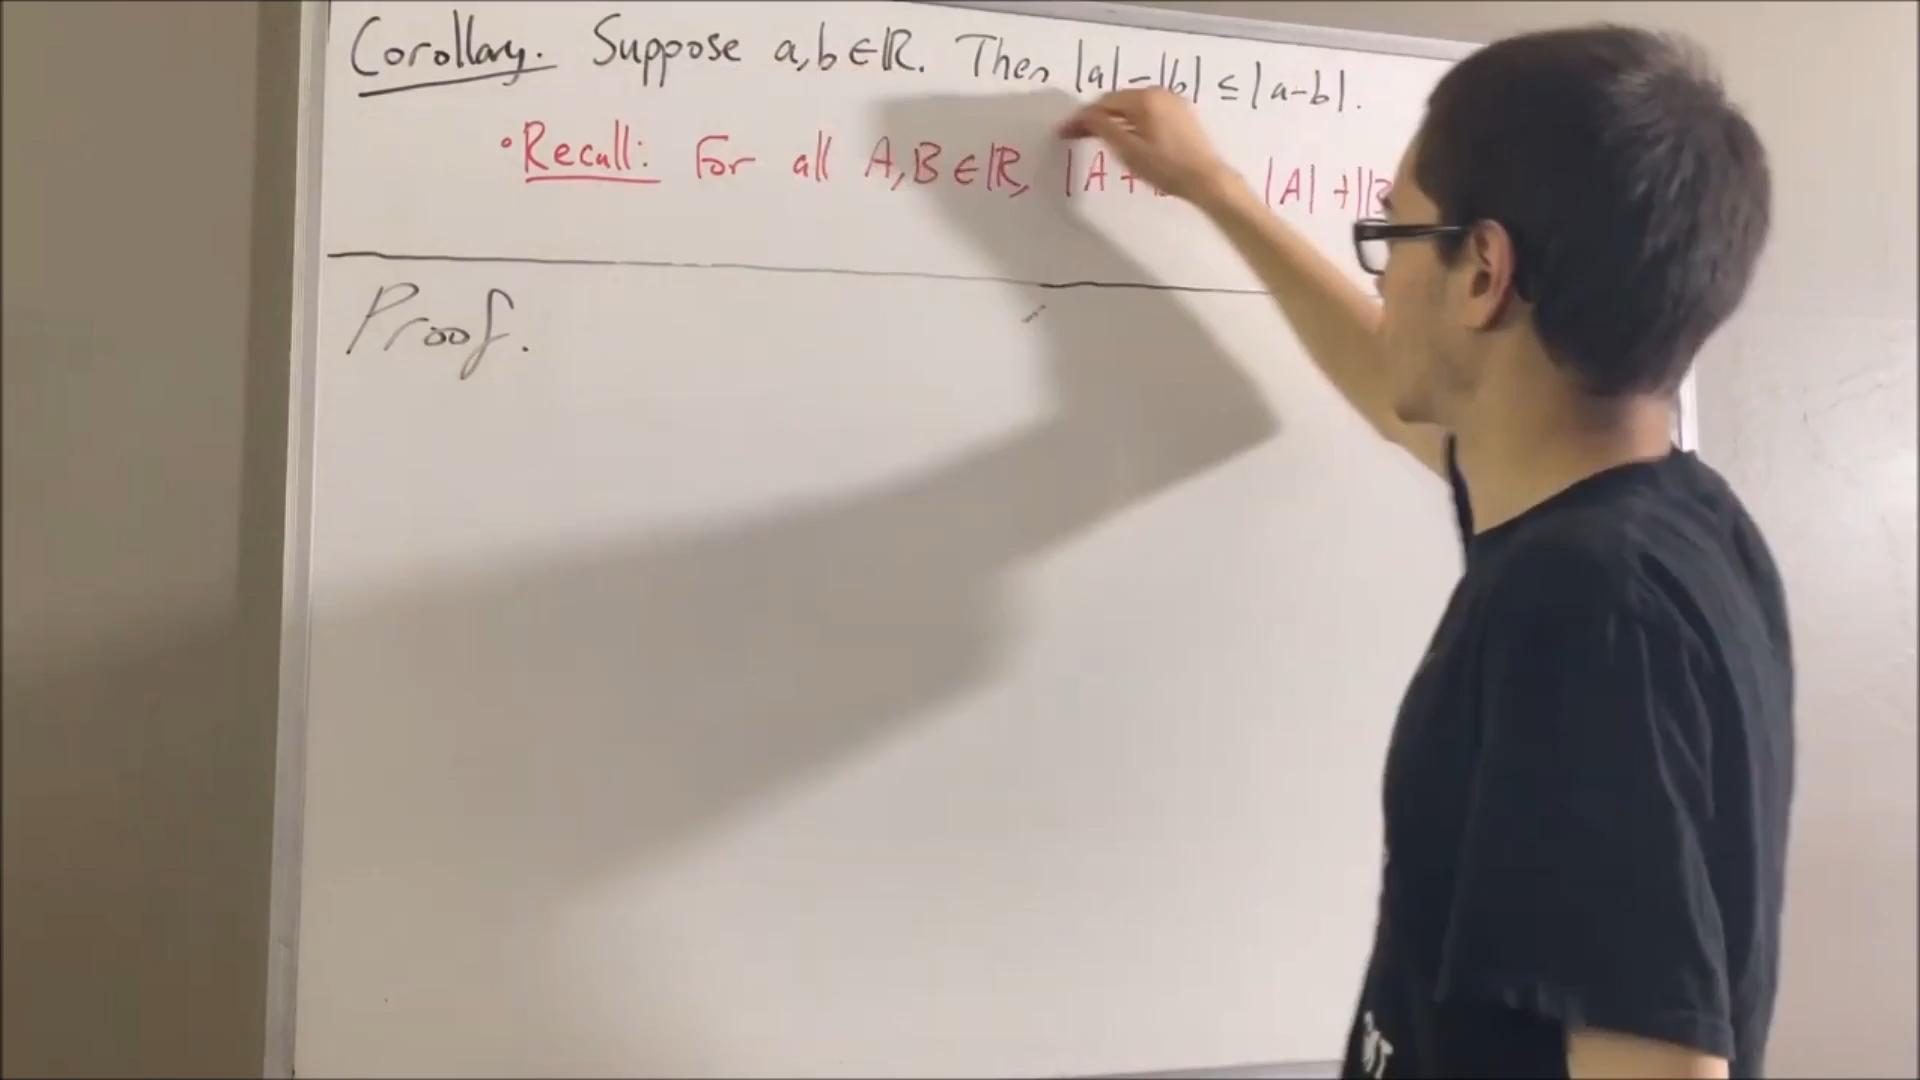 Corollary. Suppose a,b∈ℝ. Then |a|-|b| ≤ |a-b|.
•Recall: For all A,B∈ℝ, |A+ |A|+|B
Proof.